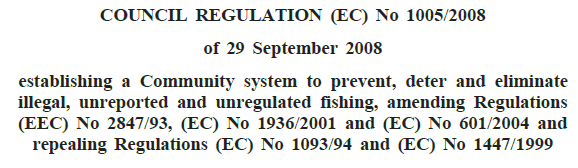 COUNCIL REGULATION (EC) No 1005/2008
of 29 September 2008
establishing a Community system to prevent, deter and eliminate
illegal, unreported and unregulated fishing, amending Regulations
(EEC) No 2847/93, (EC) No 1936/2001 and (EC) No 601/2004 and
repealing Regulations (EC) No 1093/94 and (EC) No 1447/1999